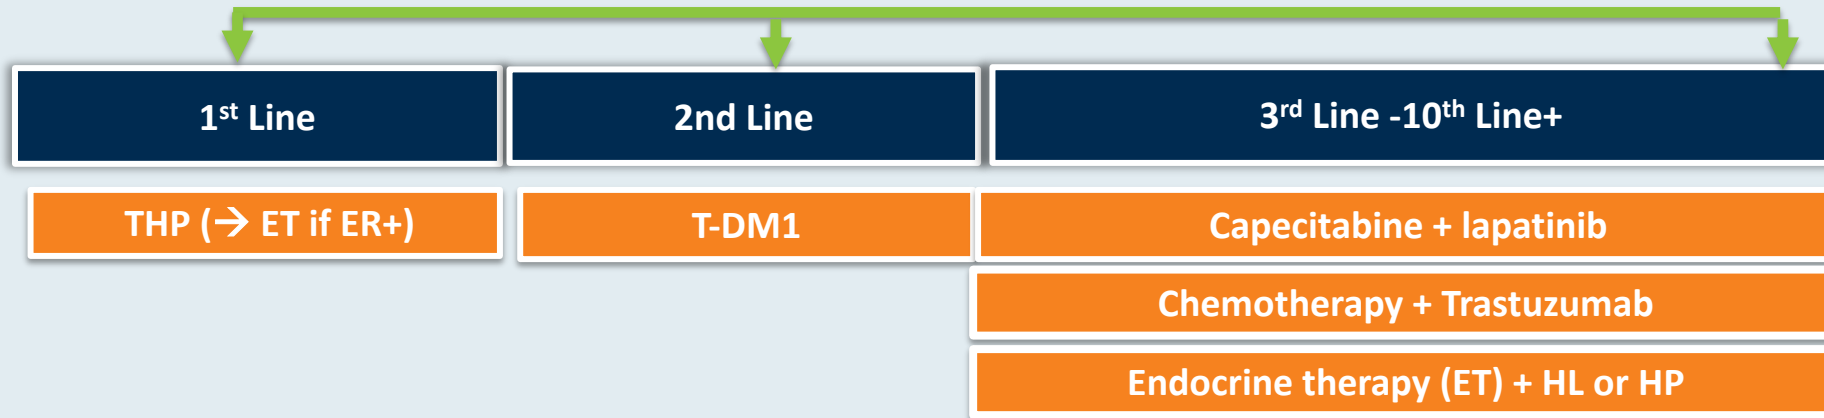 1st Line
2nd Line
3rd Line -10th Line+
THP (→ ET if ER+)
T-DM1
Capecitabine + lapatinib
Chemotherapy + Trastuzumab
Endocrine therapy (ET) + HL or HP